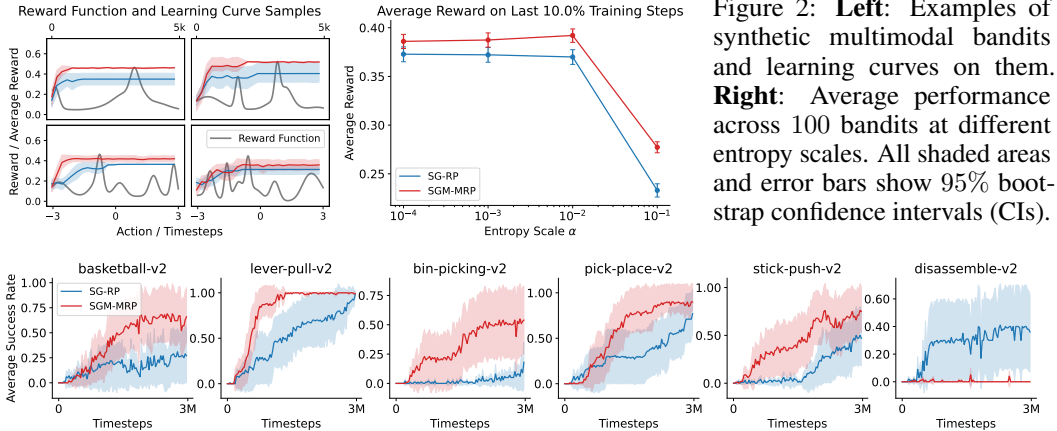 Reward Function and Learning Curve Samples
0 5k 0 5k
Reward / Average Reward
0.6
0.4
0.2
0.0
0.6
0.4
0.2
0.0
Reward Function
−3 0 3 −3 0 3
Action / Timesteps
Average Reward on Last 10.0% Training Steps
Average Reward
0.40
0.35
0.30
0.25
SG-RP
SGM-MRP
10⁻⁴ 10⁻³ 10⁻² 10⁻¹
Entropy Scale α
Figure 2: Left: Examples of
synthetic multimodal bandits
and learning curves on them.
Right: Average performance
across 100 bandits at different
entropy scales. All shaded areas
and error bars show 95% boot-
strap confidence intervals (CIs).
Average Success Rate
basketball-v2
1.00
0.75
0.50
0.25
0.00
SG-RP
SGM-MRP
0 3M
Timesteps
lever-pull-v2
1.00
0.50
0.00
0 3M
Timesteps
bin-picking-v2
0.75
0.50
0.25
0.00
0 3M
Timesteps
pick-place-v2
1.00
0.50
0.00
0 3M
Timesteps
stick-push-v2
1.00
0.50
0.00
0 3M
Timesteps
disassemble-v2
0.60
0.40
0.20
0.00
0 3M
Timesteps